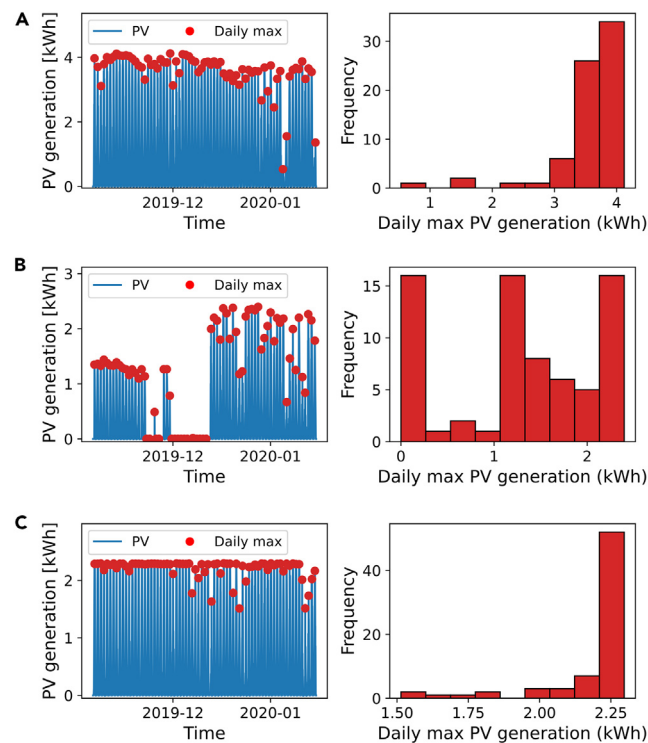 A
PV
Daily max
PV generation [kWh]
4
2
0
2019-12
2020-01
Time
Frequency
30
20
10
0
1
2
3
4
Daily max PV generation (kWh)
B
PV
Daily max
PV generation [kWh]
3
2
1
0
2019-12
2020-01
Time
Frequency
15
10
5
0
0
1
2
Daily max PV generation (kWh)
C
PV
Daily max
PV generation [kWh]
2
1
0
2019-12
2020-01
Time
Frequency
40
20
0
1.50
1.75
2.00
2.25
Daily max PV generation (kWh)